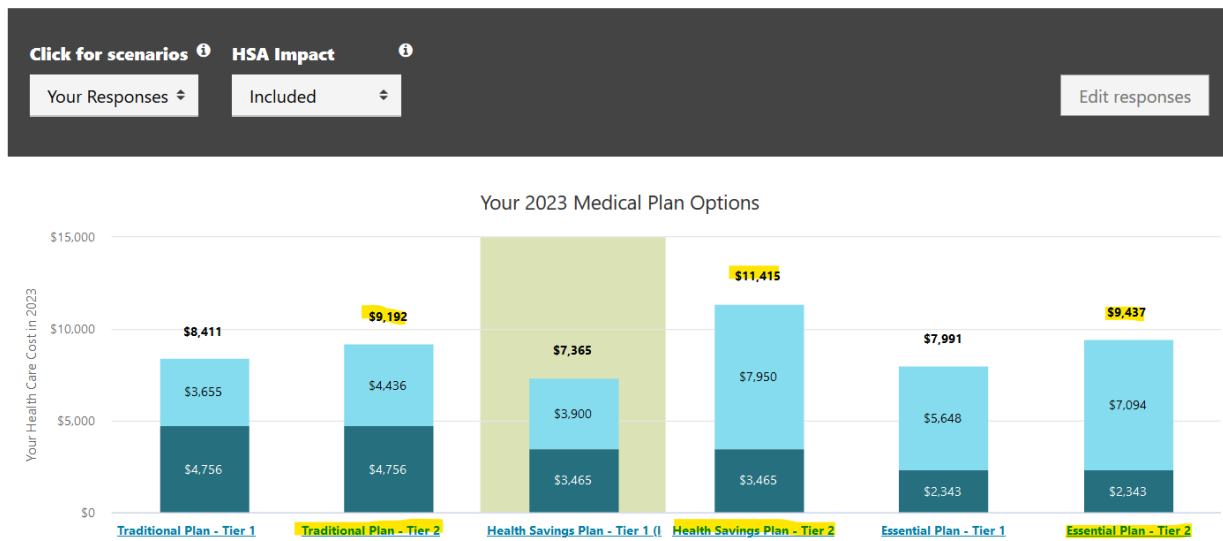 Click for scenarios HSA Impact
Your Responses Included Edit responses
Your 2023 Medical Plan Options
Your Health Care Cost in 2023
$15,000
$10,000
$5,000
$0
$8,411
$3,655
$4,756
Traditional Plan - Tier 1
$9,192
$4,436
$4,756
Traditional Plan - Tier 2
$7,365
$3,900
$3,465
Health Savings Plan - Tier 1 (I
$11,415
$7,950
$3,465
Health Savings Plan - Tier 2
$7,991
$5,648
$2,343
Essential Plan - Tier 1
$9,437
$7,094
$2,343
Essential Plan - Tier 2